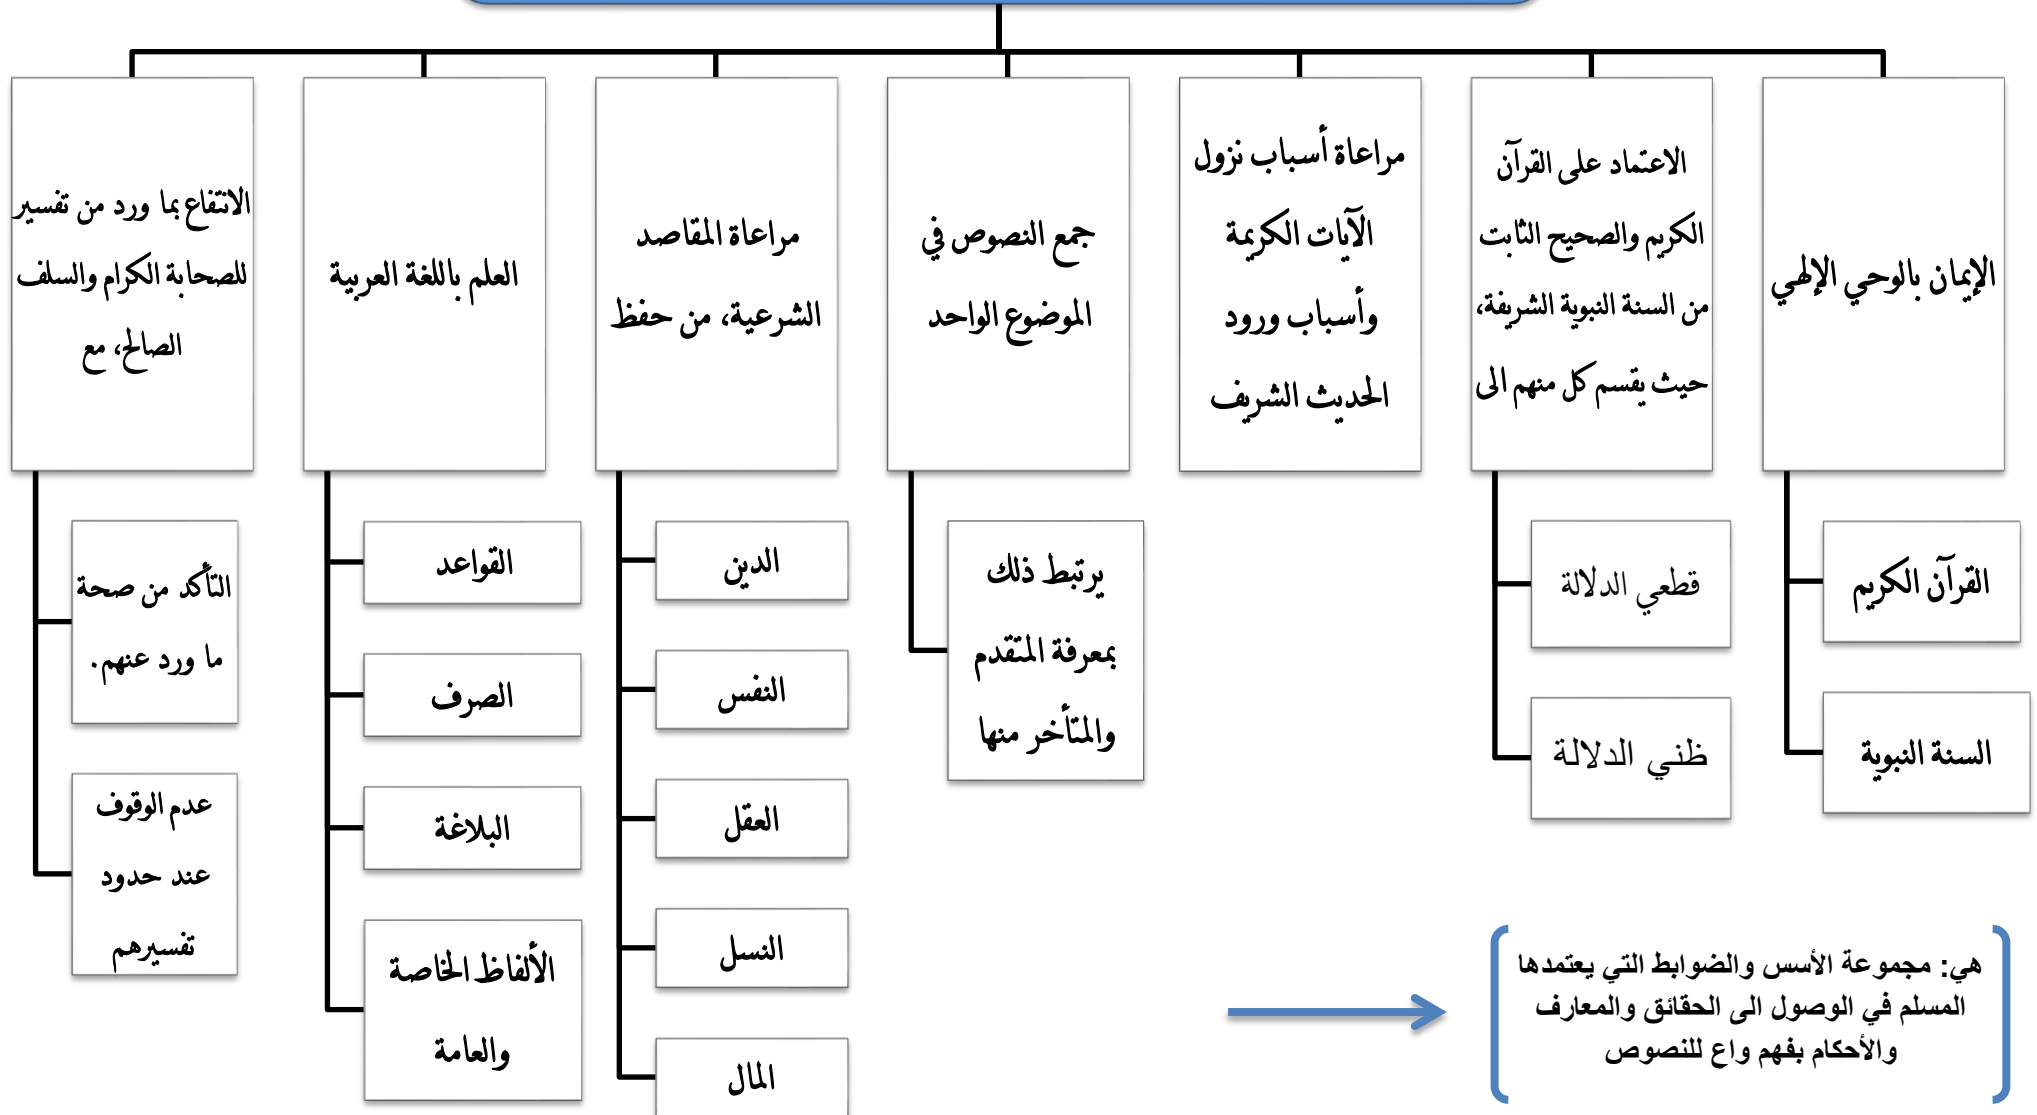 الإيمان بالوحي الإلهي
القرآن الكريم
السنة النبوية
الاعتماد على القرآن
الكريم والصحيح الثابت
من السنة النبوية الشريفة،
حيث يقسم كل منهم الى
قطعي الدلالة
ظني الدلالة
مراعاة أسباب نزول
الآيات الكريمة
وأسباب ورود
الحديث الشريف
جمع النصوص في
الموضوع الواحد
يرتبط ذلك
بمعرفة المتقدم
والمتأخر منها
مراعاة المقاصد
الشرعية، من حفظ
الدين
النفس
العقل
النسل
المال
العلم باللغة العربية
القواعد
الصرف
البلاغة
الألفاظ الخاصة
والعامة
الانتفاع بما ورد من تفسير
للصحابة الكرام والسلف
الصالح، مع
التأكد من صحة
ما ورد عنهم.
عدم الوقوف
عند حدود
تفسيرهم
هي: مجموعة الأسس والضوابط التي يعتمدها
المسلم في الوصول الى الحقائق والمعارف
والأحكام بفهم واع للنصوص